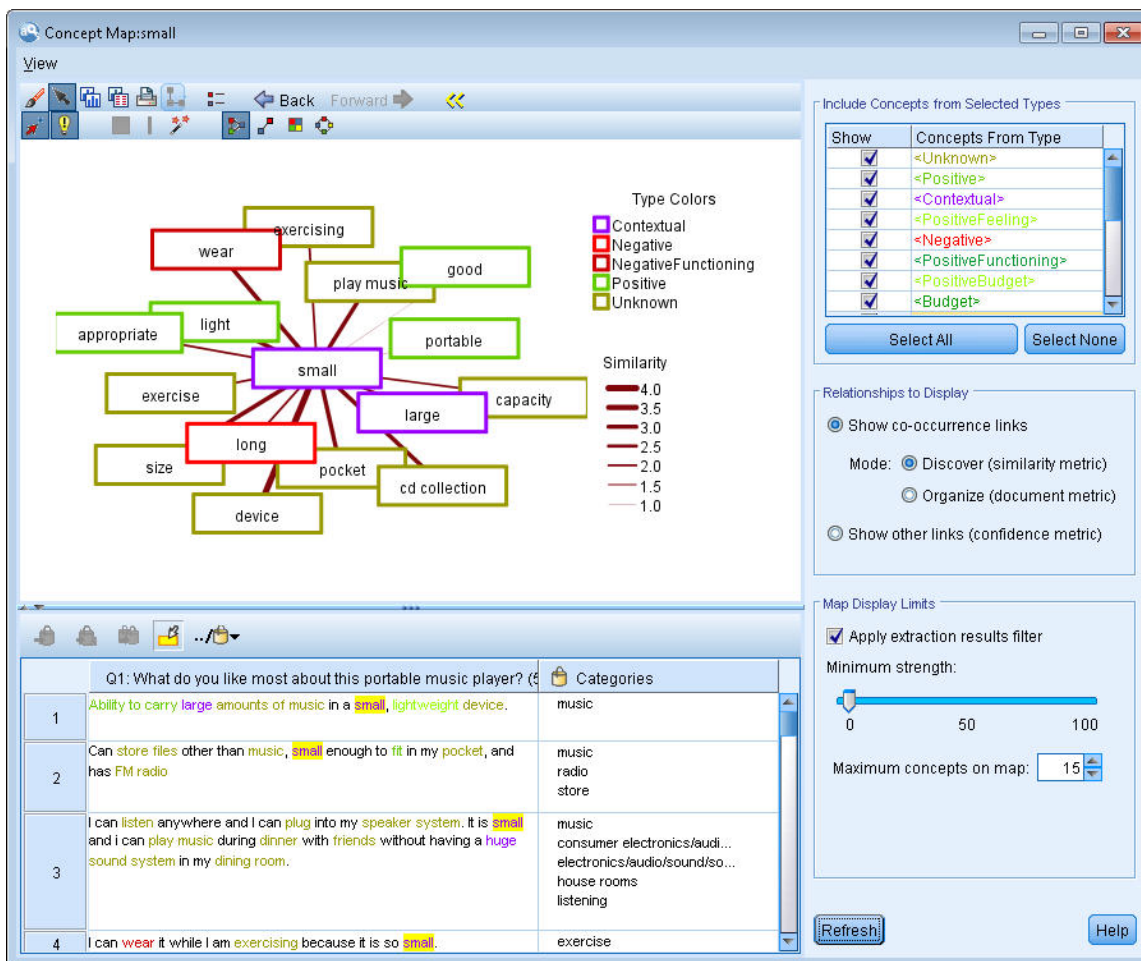 Concept Map:small
View
Back Forward
exercising
wear
good
play music
light
appropriate
portable
small
exercise
capacity
large
long
size
pocket
cd collection
device
Type Colors
Contextual
Negative
NegativeFunctioning
Positive
Unknown
Similarity
4.0
3.5
3.0
2.5
2.0
1.5
1.0
Include Concepts from Selected Types
Show Concepts From Type
<Unknown>
<Positive>
<Contextual>
<PositiveFeeling>
<Negative>
<PositiveFunctioning>
<PositiveBudget>
<Budget>
Select All Select None
Relationships to Display
Show co-occurrence links
Mode: Discover (similarity metric)
Organize (document metric)
Show other links (confidence metric)
Map Display Limits
Apply extraction results filter
Minimum strength:
0 50 100
Maximum concepts on map: 15
Refresh Help
../
Q1: What do you like most about this portable music player? (5 Categories
1 Ability to carry large amounts of music in a small, lightweight device. music
2 Can store files other than music, small enough to fit in my pocket, and
has FM radio
music
radio
store
3 I can listen anywhere and I can plug into my speaker system. It is small
and i can play music during dinner with friends without having a huge
sound system in my dining room.
music
consumer electronics/audi...
electronics/audio/sound/so...
house rooms
listening
4 I can wear it while I am exercising because it is so small. exercise